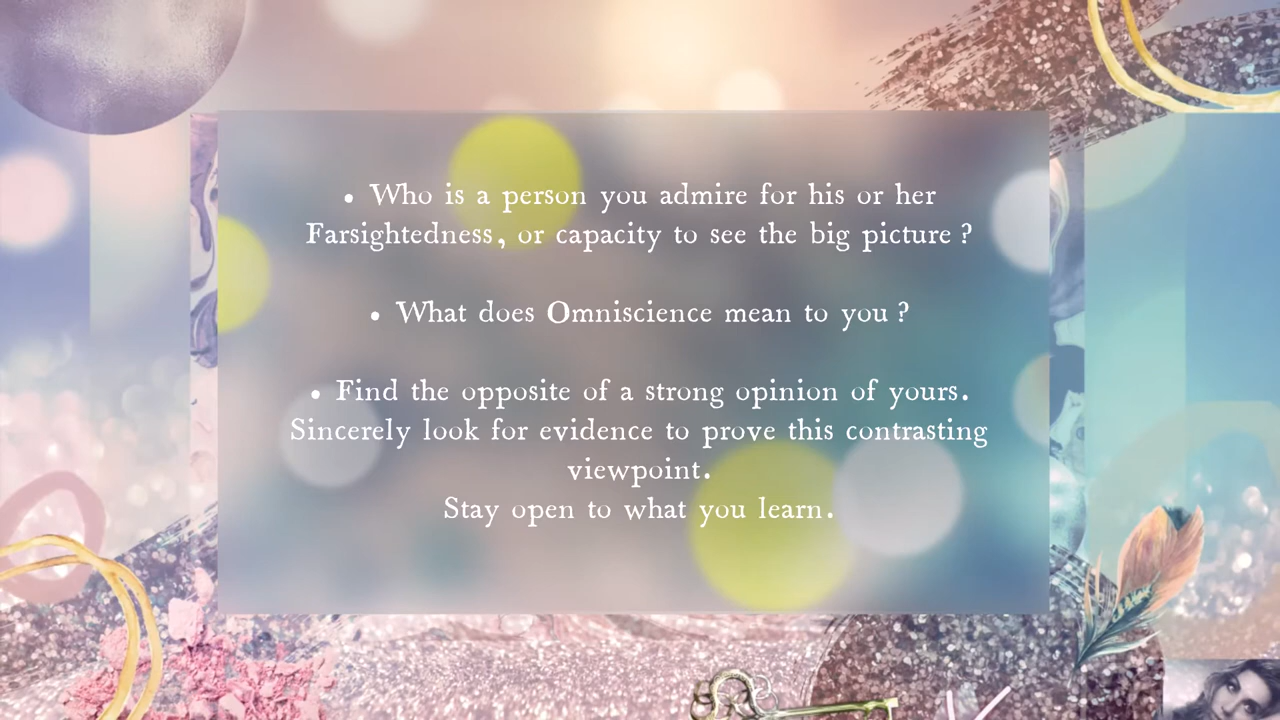 • Who is a person you admire for his or her
Farsightedness, or capacity to see the big picture ?
• What does Omniscience mean to you ?
• Find the opposite of a strong opinion of yours.
Sincerely look for evidence to prove this contrasting
viewpoint.
Stay open to what you learn.